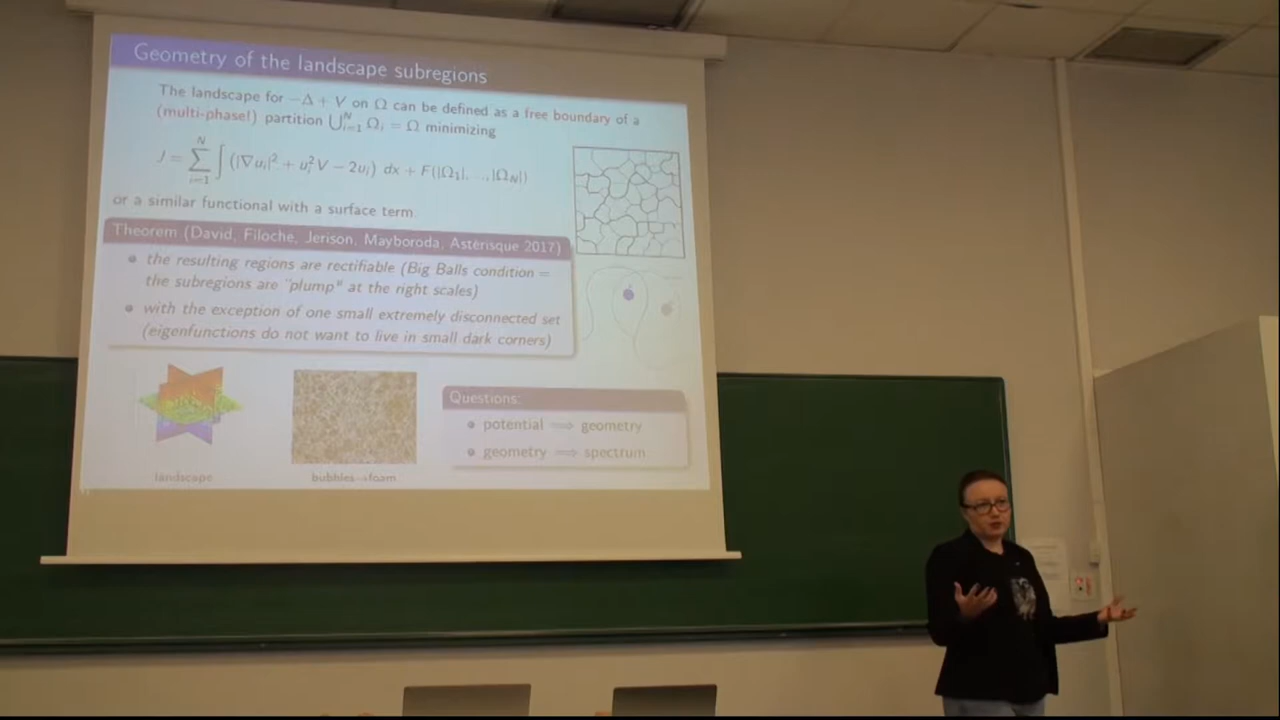 Geometry of the landscape subregions
The landscape for −Δ + V on Ω can be defined as a free boundary of a
(multi-phase!) partition ⋃ᵢ₌₁ᴺ Ωᵢ = Ω minimizing
J = ∑ᵢ₌₁ᴺ ∫ (|∇uᵢ|² + uᵢ²V − 2uᵢ) dx + F(|Ω₁|, …, |Ω_N|)
or a similar functional with a surface term.
Theorem (David, Filoche, Jerison, Mayboroda, Astérisque 2017)
• the resulting regions are rectifiable (Big Balls condition =
the subregions are "plump" at the right scales)
• with the exception of one small extremely disconnected set
(eigenfunctions do not want to live in small dark corners)
Questions:
• potential ⟹ geometry
• geometry ⟹ spectrum
landscape
bubbles→foam